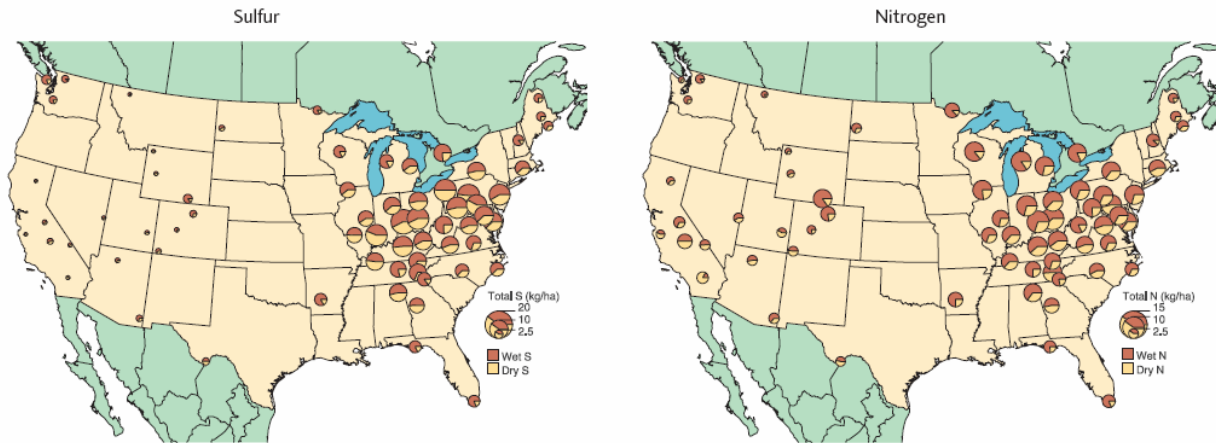 Sulfur
Total S (kg/ha)
20
10
2.5
Wet S
Dry S
Nitrogen
Total N (kg/ha)
15
10
2.5
Wet N
Dry N